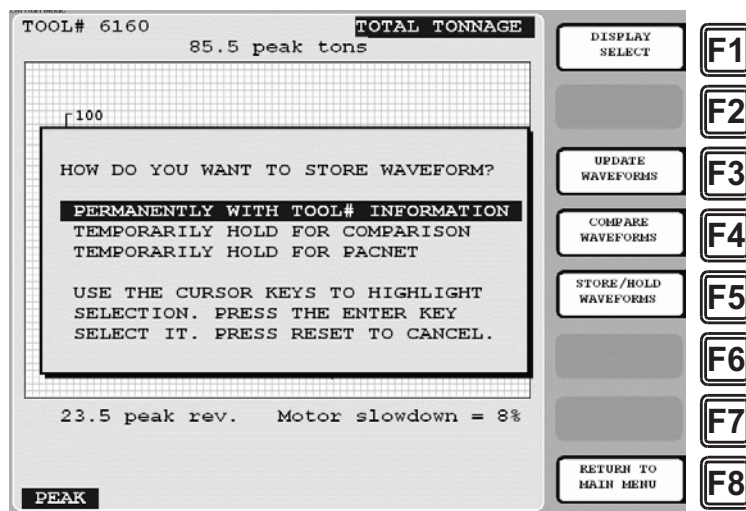 TOOL# 6160
TOTAL TONNAGE
85.5 peak tons
100
HOW DO YOU WANT TO STORE WAVEFORM?
PERMANENTLY WITH TOOL# INFORMATION
TEMPORARILY HOLD FOR COMPARISON
TEMPORARILY HOLD FOR PACNET
USE THE CURSOR KEYS TO HIGHLIGHT
SELECTION. PRESS THE ENTER KEY
SELECT IT. PRESS RESET TO CANCEL.
23.5 peak rev. Motor slowdown = 8%
PEAK
DISPLAY
SELECT
F1
F2
UPDATE
WAVEFORMS
F3
COMPARE
WAVEFORMS
F4
STORE/HOLD
WAVEFORMS
F5
F6
F7
RETURN TO
MAIN MENU
F8